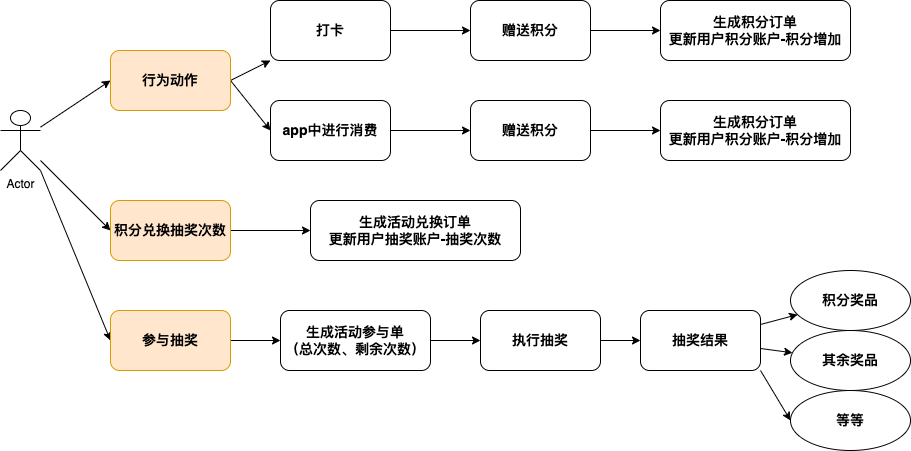 打卡
赠送积分
生成积分订单
更新用户积分账户-积分增加
行为动作
app中进行消费
赠送积分
生成积分订单
更新用户积分账户-积分增加
Actor
积分兑换抽奖次数
生成活动兑换订单
更新用户抽奖账户-抽奖次数
参与抽奖
生成活动参与单
（总次数、剩余次数）
执行抽奖
抽奖结果
积分奖品
其余奖品
等等